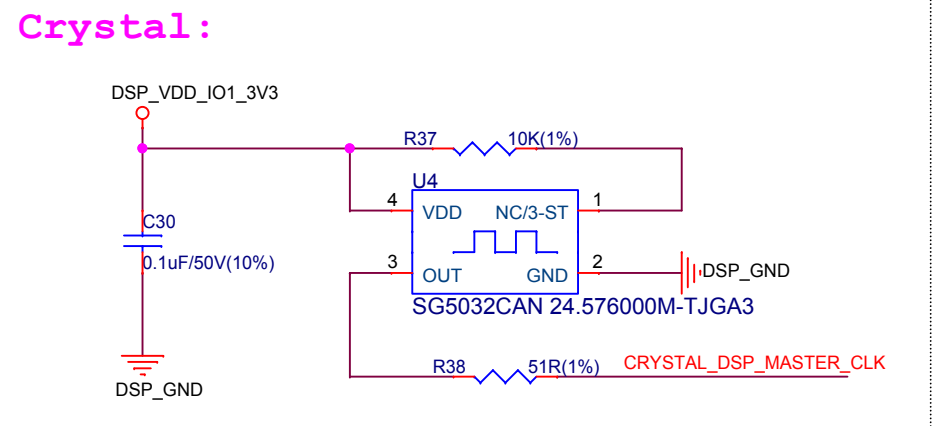 Crystal:
DSP_VDD_IO1_3V3
R37
10K(1%)
U4
4
VDD
NC/3-ST
1
C30
0.1uF/50V(10%)
3
OUT
GND
2
DSP_GND
SG5032CAN 24.576000M-TJGA3
R38
51R(1%)
CRYSTAL_DSP_MASTER_CLK
DSP_GND